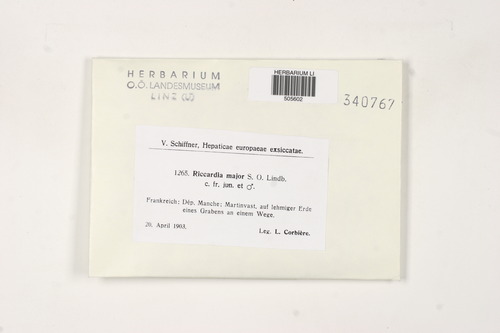 HERBARIUM
O.Ö. LANDESMUSEUM
LINZ (LI)
HERBARIUM LI
505602
340767
V. Schiffner, Hepaticae europaeae exsiccatae.
1268. Riccardia major S. O. Lindb.
c. fr. jun. et ♂.
Frankreich: Dép. Manche: Martinvast, auf lehmiger Erde
eines Grabens an einem Wege.
20. April 1903.
Leg. L. Corbière.